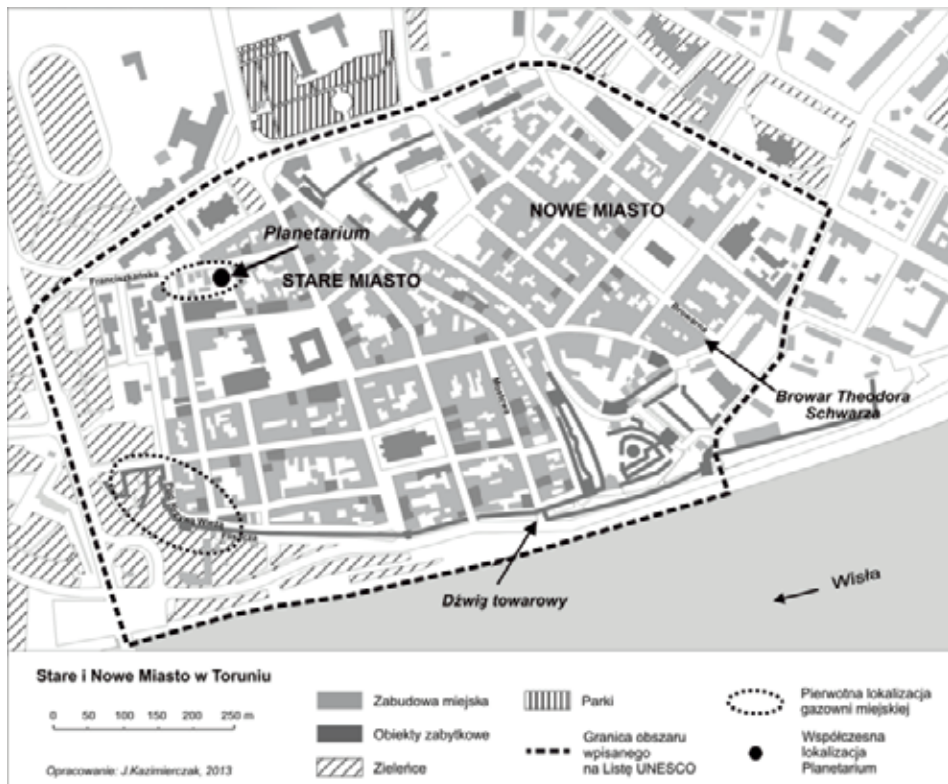 NOWE MIASTO
Planetarium
Franciszkańska
STARE MIASTO
Browarna
Mostowa
Browar Theodora
Schwarza
Dźwig towarowy
Wisła
Stare i Nowe Miasto w Toruniu
0 50 100 150 200 250 m
Opracowanie: J.Kazimierczak, 2013
Zabudowa miejska
Obiekty zabytkowe
Zieleńce
Parki
Granica obszaru
wpisanego
na Listę UNESCO
Pierwotna lokalizacja
gazowni miejskiej
Współczesna
lokalizacja
Planetarium